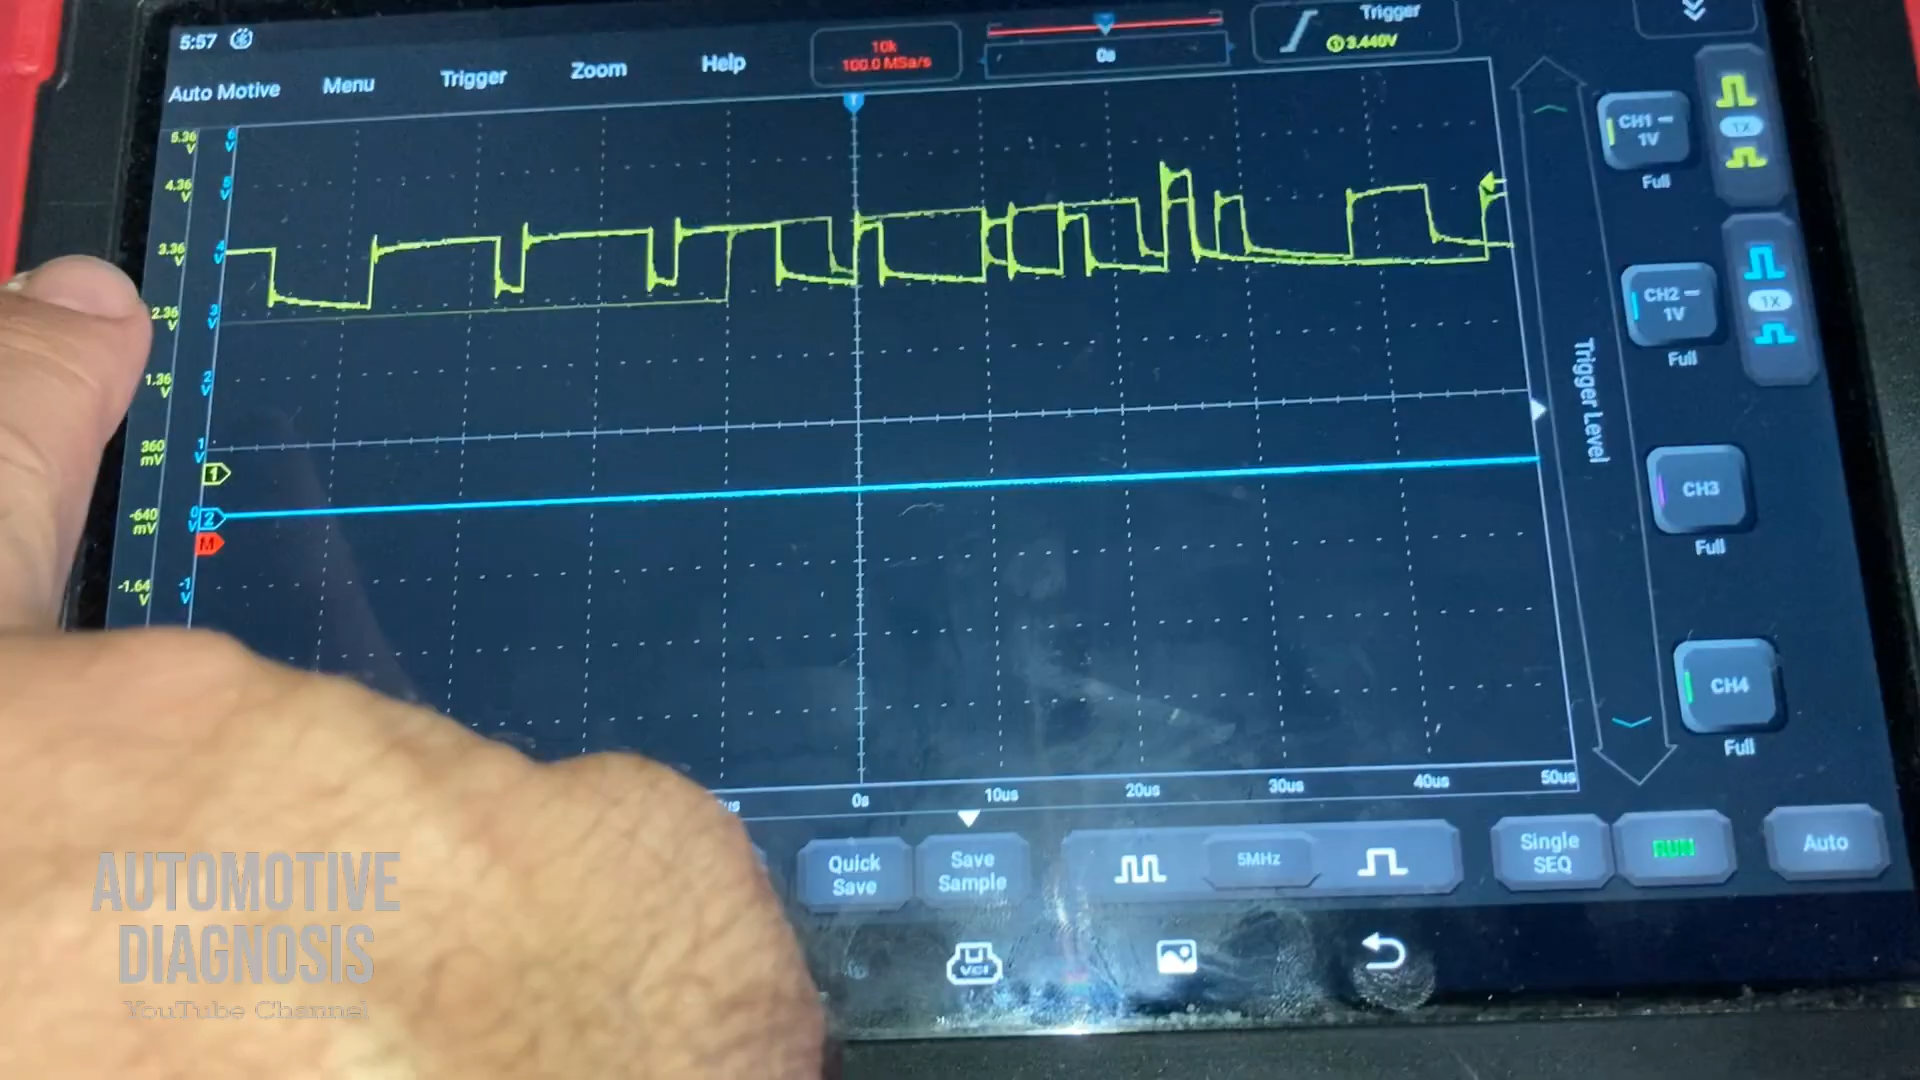 5:57
Auto Motive Menu Trigger Zoom Help
10k
100.0 MSa/s
0s
Trigger
① 3.440V
5.36 V
4.36 V
3.36 V
2.36 V
1.36 V
360 mV
-640 mV
-1.64 V
6 V
5 V
4 V
3 V
2 V
1 V
0 V
-1 V
T
1
2
M
Trigger Level
CH1
1V
Full
1X
CH2
1V
Full
1X
CH3
Full
CH4
Full
0s 10us 20us 30us 40us 50us
Quick Save
Save Sample
5MHz
Single SEQ
RUN
Auto
VCI
AUTOMOTIVE
DIAGNOSIS
YouTube Channel